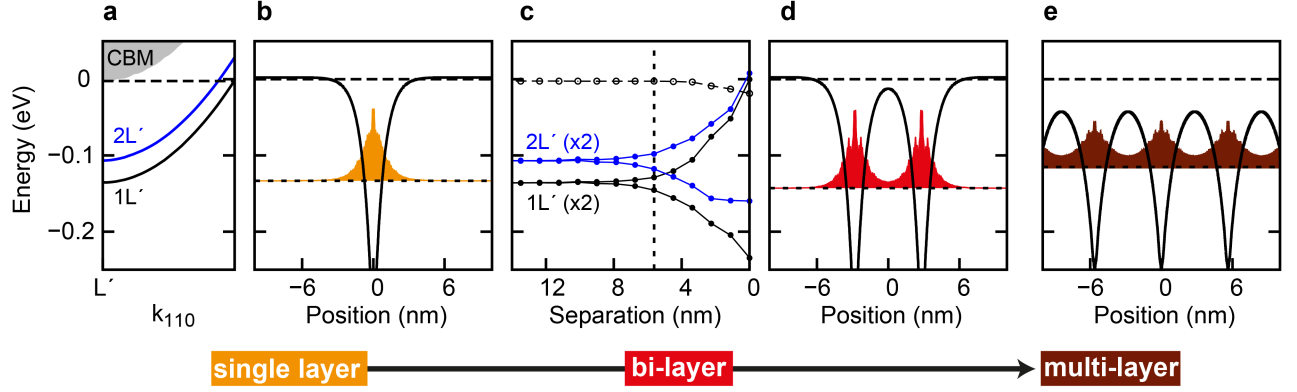 a
b
c
d
e
Energy (eV)
0
−0.1
−0.2
CBM
2L´
1L´
L´
k110
−6
0
6
Position (nm)
2L´ (x2)
1L´ (x2)
12
8
4
0
Separation (nm)
−6
0
6
Position (nm)
−6
0
6
Position (nm)
single layer
bi-layer
multi-layer